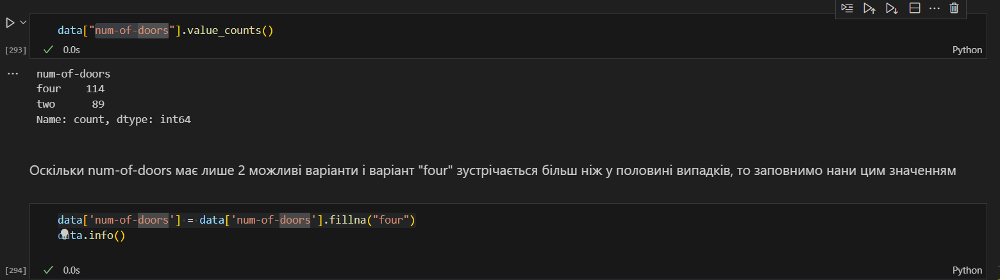 data["num-of-doors"].value_counts()
[293]
0.0s
Python
num-of-doors
four    114
two      89
Name: count, dtype: int64
Оскільки num-of-doors має лише 2 можливі варіанти і варіант "four" зустрічається більш ніж у половині випадків, то заповнимо нани цим значенням
data['num-of-doors'] = data['num-of-doors'].fillna("four")
data.info()
[294]
0.0s
Python